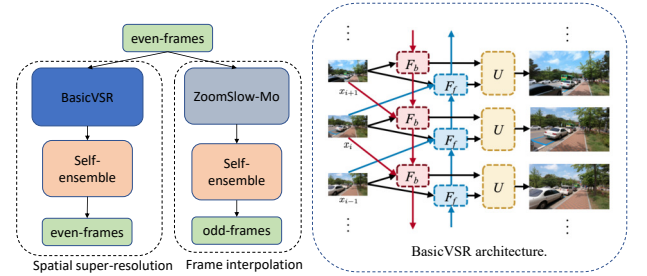 even-frames
BasicVSR
ZoomSlow-Mo
Self-
ensemble
Self-
ensemble
even-frames
odd-frames
Spatial super-resolution
Frame interpolation
F_b
F_f
U
x_{i+1}
F_b
F_f
U
x_i
F_b
F_f
U
x_{i-1}
BasicVSR architecture.